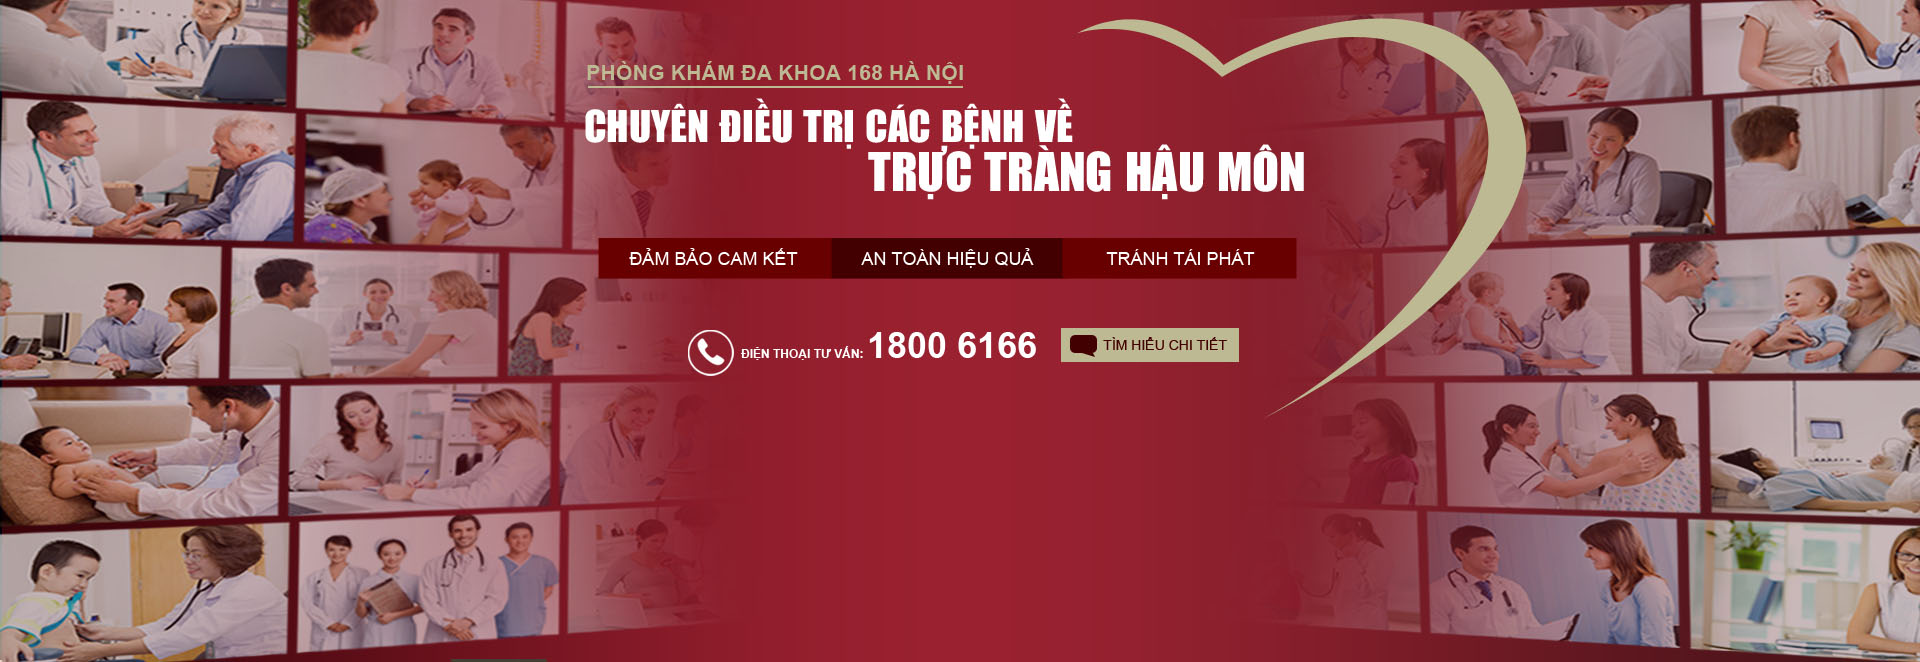 PHÒNG KHÁM ĐA KHOA 168 HÀ NỘI
CHUYÊN ĐIỀU TRỊ CÁC BỆNH VỀ
TRỰC TRÀNG HẬU MÔN
ĐẢM BẢO CAM KẾT
AN TOÀN HIỆU QUẢ
TRÁNH TÁI PHÁT
ĐIỆN THOẠI TƯ VẤN: 1800 6166
TÌM HIỂU CHI TIẾT